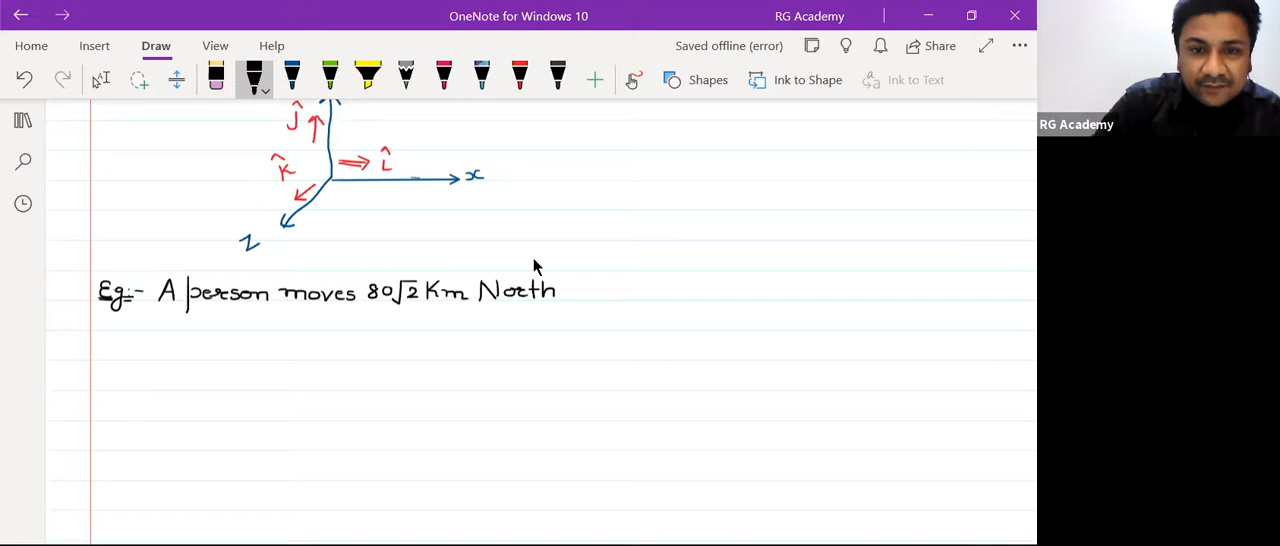 OneNote for Windows 10
RG Academy
Home Insert Draw View Help
Saved offline (error)
Share
Shapes
Ink to Shape
Ink to Text
RG Academy
ĵ
k̂
î
x
Z
Eg:- A person moves 80√2 Km North